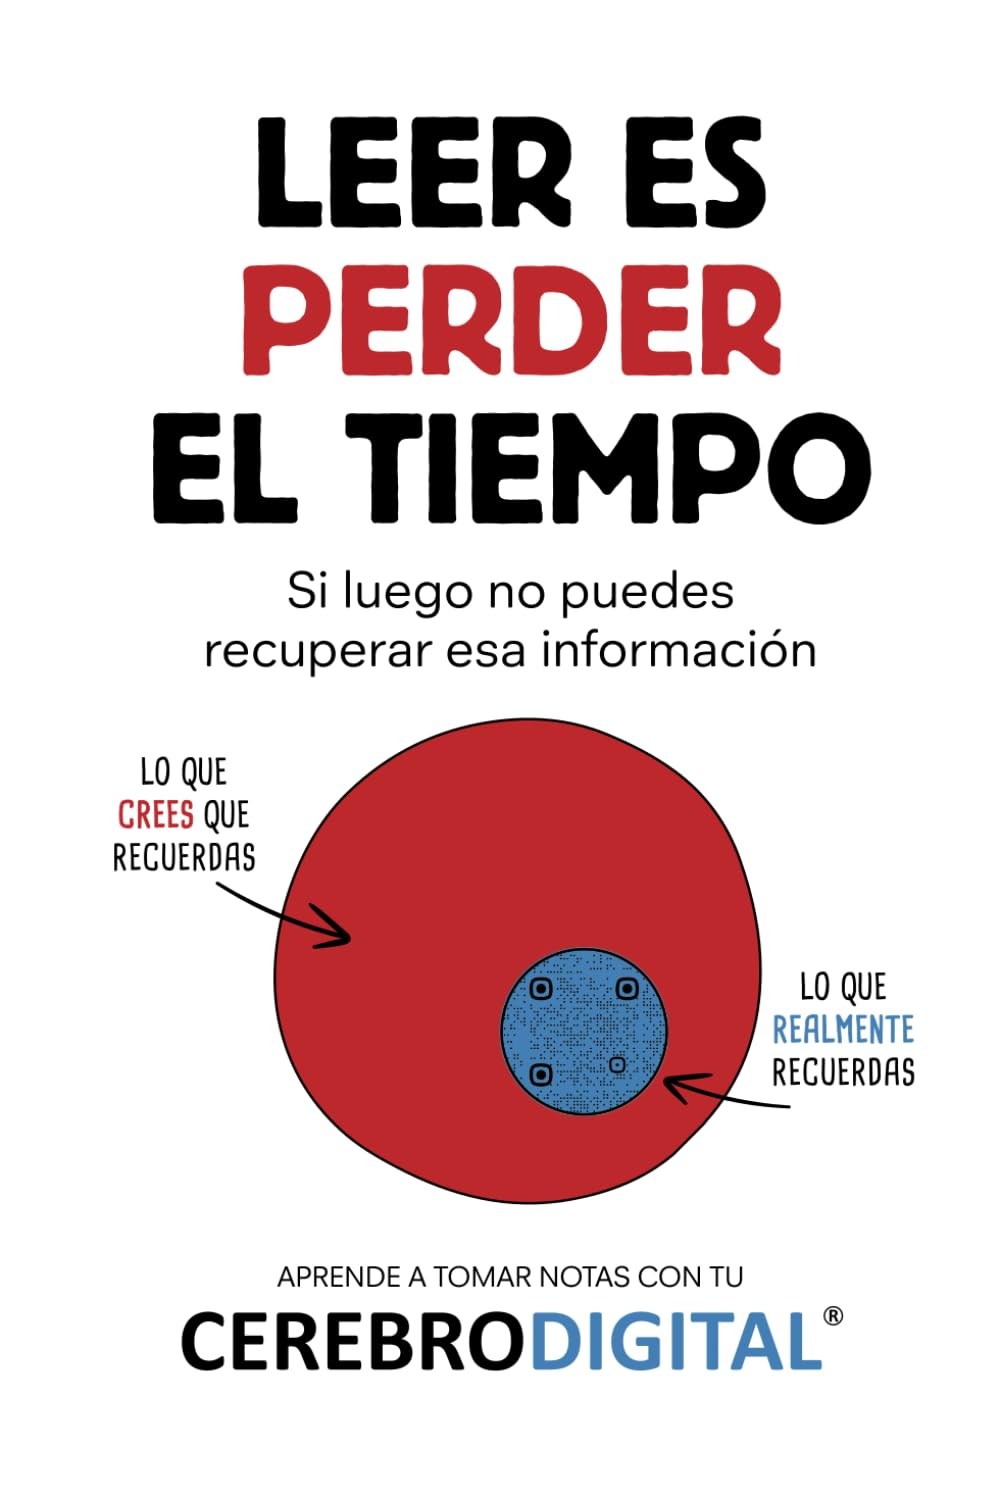 LEER ES
PERDER
EL TIEMPO
Si luego no puedes
recuperar esa información
LO QUE
CREES QUE
RECUERDAS
LO QUE
REALMENTE
RECUERDAS
APRENDE A TOMAR NOTAS CON TU
CEREBRODIGITAL®